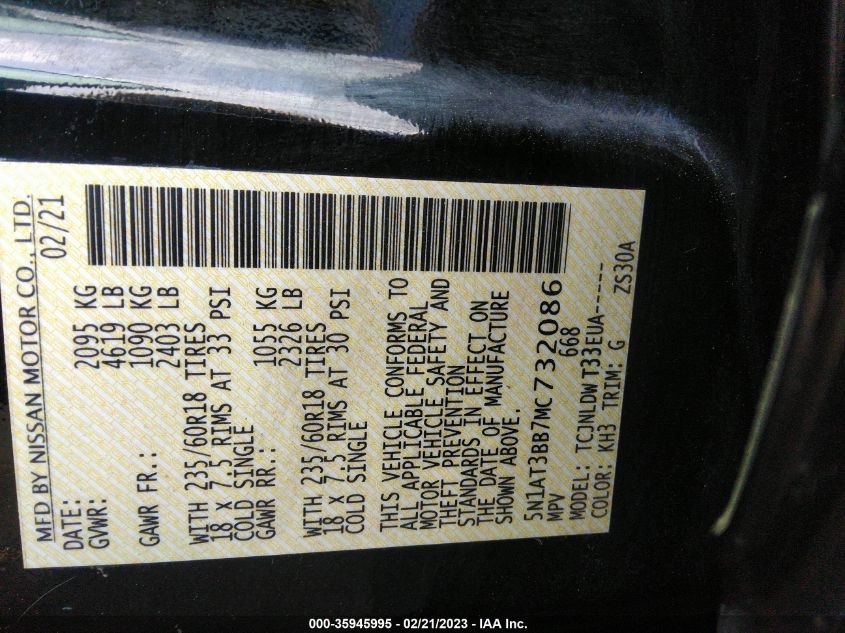 MFD BY NISSAN MOTOR CO., LTD.
DATE: 02/21
GVWR: 2095 KG
4619 LB
GAWR FR.: 1090 KG
2403 LB
WITH 235/60R18 TIRES
18 X 7.5 RIMS AT 33 PSI
COLD SINGLE
GAWR RR.: 1055 KG
2326 LB
WITH 235/60R18 TIRES
18 X 7.5 RIMS AT 30 PSI
COLD SINGLE
THIS VEHICLE CONFORMS TO
ALL APPLICABLE FEDERAL
MOTOR VEHICLE SAFETY AND
THEFT PREVENTION
STANDARDS IN EFFECT ON
THE DATE OF MANUFACTURE
SHOWN ABOVE.
5N1AT3BB7MC732086
MPV 668
MODEL: TCJNLDW T33EUA-----
COLOR: KH3 TRIM: G ZS30A
000-35945995 - 02/21/2023 - IAA Inc.